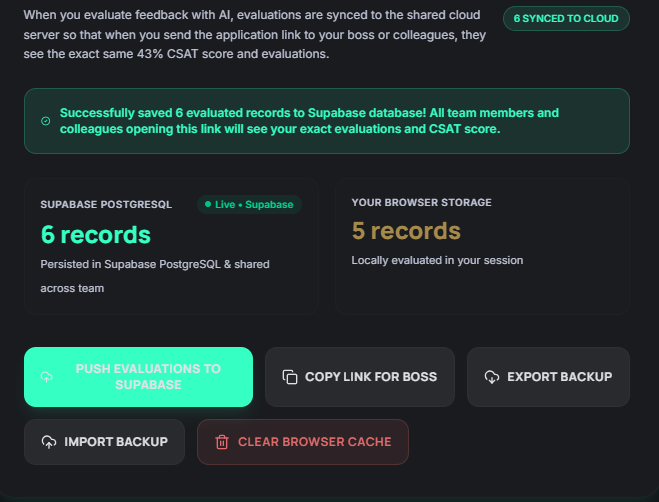 When you evaluate feedback with AI, evaluations are synced to the shared cloud
server so that when you send the application link to your boss or colleagues, they
see the exact same 43% CSAT score and evaluations.
6 SYNCED TO CLOUD
Successfully saved 6 evaluated records to Supabase database! All team members and
colleagues opening this link will see your exact evaluations and CSAT score.
SUPABASE POSTGRESQL
Live • Supabase
6 records
Persisted in Supabase PostgreSQL & shared
across team
YOUR BROWSER STORAGE
5 records
Locally evaluated in your session
PUSH EVALUATIONS TO
SUPABASE
COPY LINK FOR BOSS
EXPORT BACKUP
IMPORT BACKUP
CLEAR BROWSER CACHE